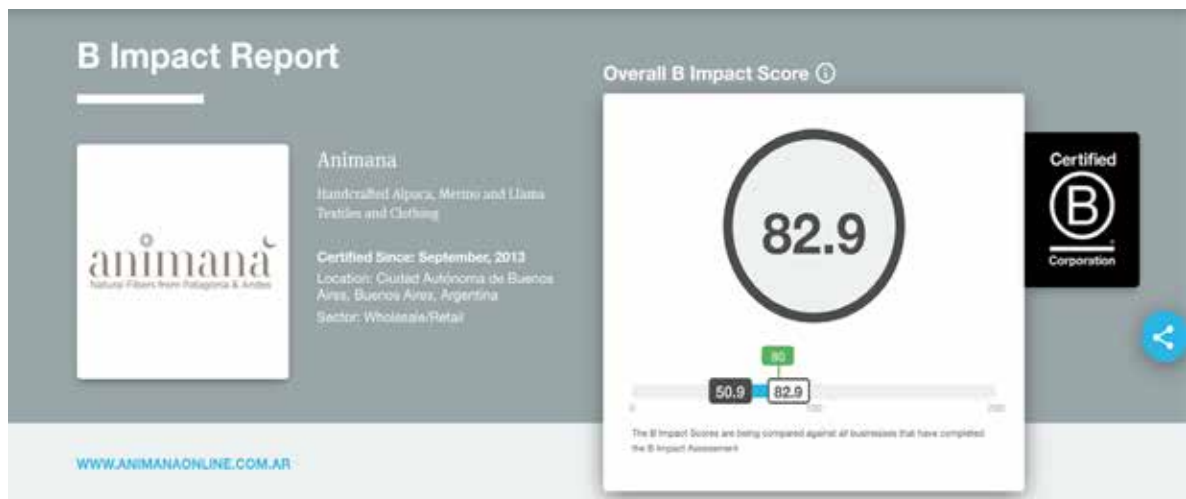 B Impact Report
animaná
Natural Fibers from Patagonia & Andes
Animana
Handcrafted Alpaca, Merino and Llama
Textiles and Clothing
Certified Since: September, 2013
Location: Ciudad Autónoma de Buenos
Aires, Buenos Aires, Argentina
Sector: Wholesale/Retail
WWW.ANIMANAONLINE.COM.AR
Overall B Impact Score
82.9
80
50.9 82.9
0 100 200
The B Impact Scores are being compared against all businesses that have completed
the B Impact Assessment
Certified
B
Corporation